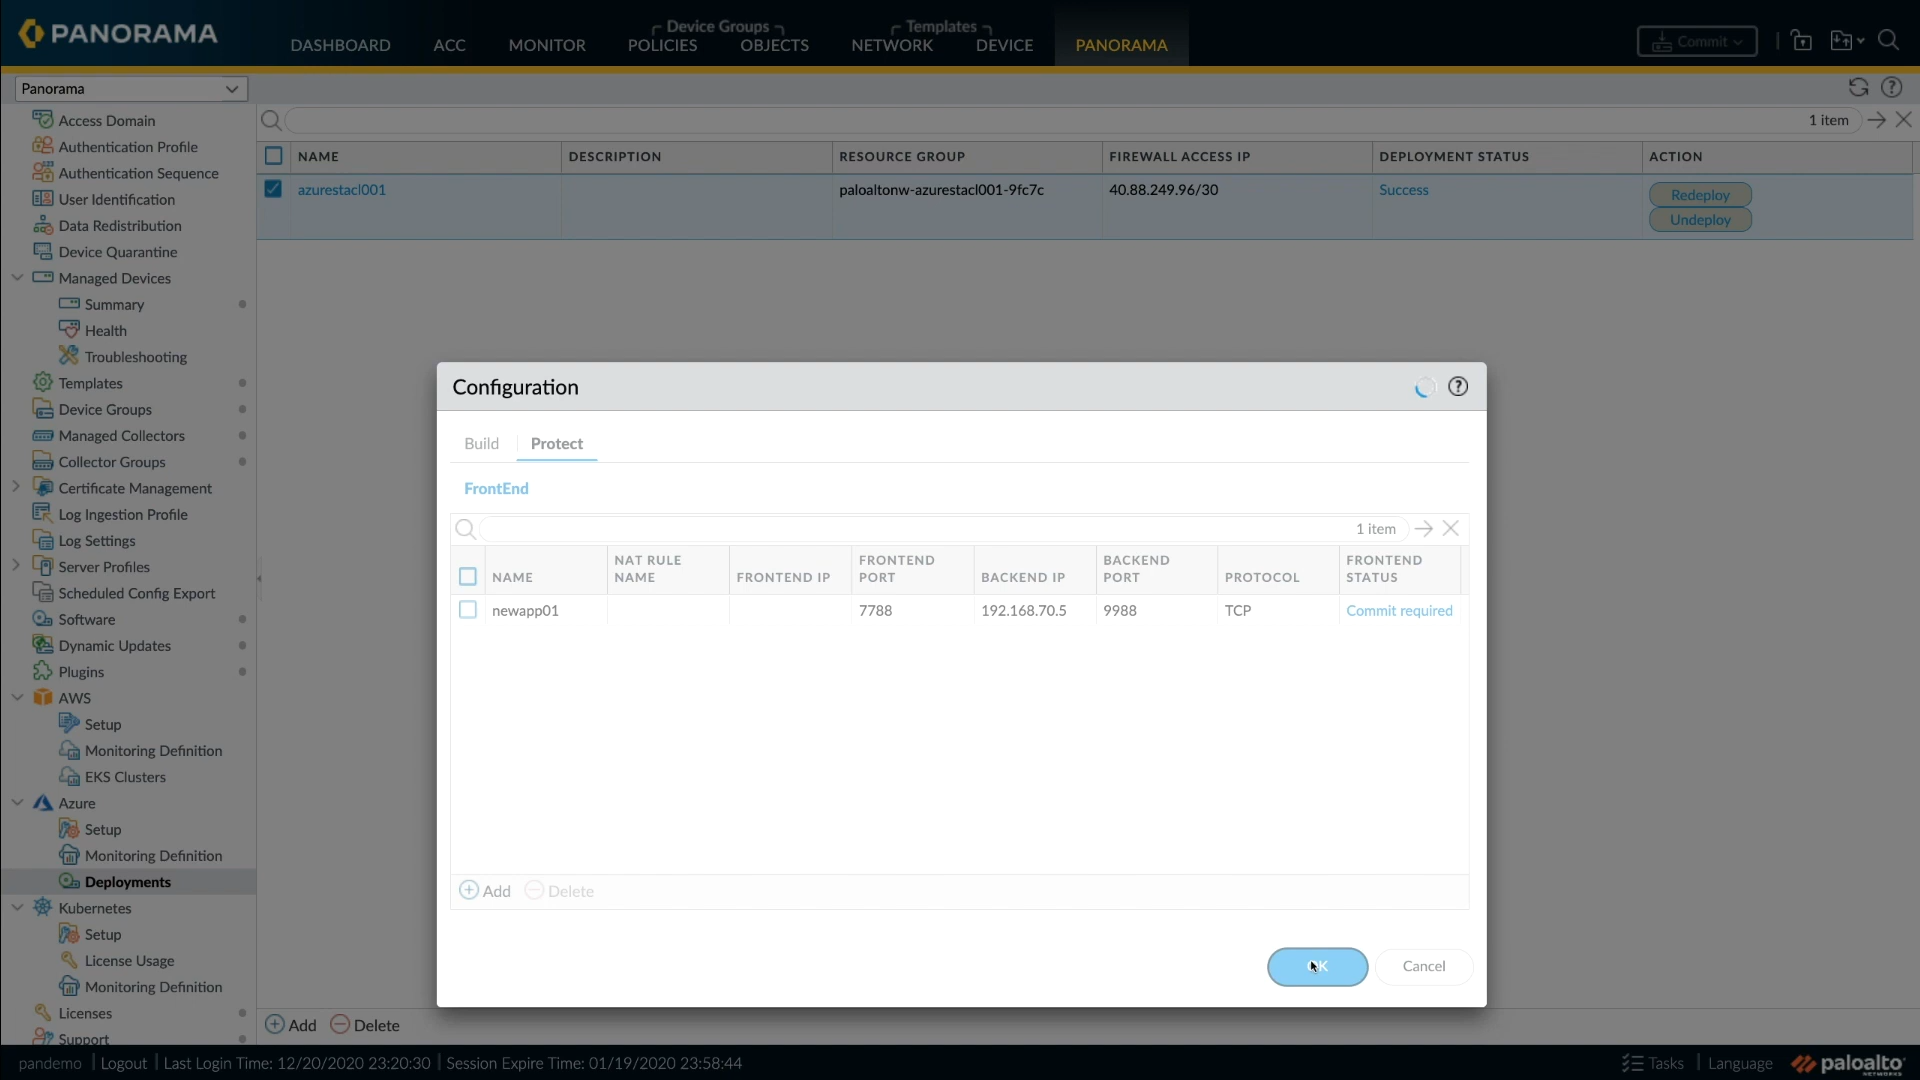 PANORAMA
Device Groups
Templates
DASHBOARD ACC MONITOR POLICIES OBJECTS NETWORK DEVICE PANORAMA
Commit
Panorama
1 item
Access Domain
Authentication Profile
Authentication Sequence
User Identification
Data Redistribution
Device Quarantine
Managed Devices
Summary
Health
Troubleshooting
Templates
Device Groups
Managed Collectors
Collector Groups
Certificate Management
Log Ingestion Profile
Log Settings
Server Profiles
Scheduled Config Export
Software
Dynamic Updates
Plugins
AWS
Setup
Monitoring Definition
EKS Clusters
Azure
Setup
Monitoring Definition
Deployments
Kubernetes
Setup
License Usage
Monitoring Definition
Licenses
Support
NAME DESCRIPTION RESOURCE GROUP FIREWALL ACCESS IP DEPLOYMENT STATUS ACTION
azurestacl001 paloaltonw-azurestacl001-9fc7c 40.88.249.96/30 Success Redeploy
Undeploy
Configuration
Build Protect
FrontEnd
1 item
NAME NAT RULE NAME FRONTEND IP FRONTEND PORT BACKEND IP BACKEND PORT PROTOCOL FRONTEND STATUS
newapp01 7788 192.168.70.5 9988 TCP Commit required
Add Delete
OK Cancel
Add Delete
pandemo Logout Last Login Time: 12/20/2020 23:20:30 Session Expire Time: 01/19/2020 23:58:44 Tasks Language paloalto
NETWORKS